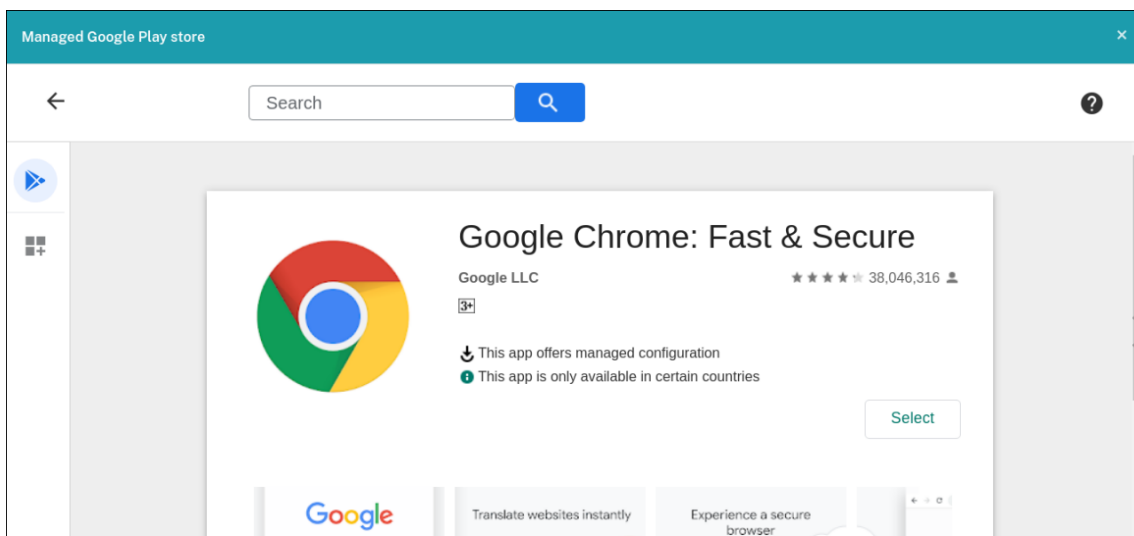 Managed Google Play store
Search
Google Chrome: Fast & Secure
Google LLC
38,046,316
3+
This app offers managed configuration
This app is only available in certain countries
Select
Google
Translate websites instantly
Experience a secure
browser